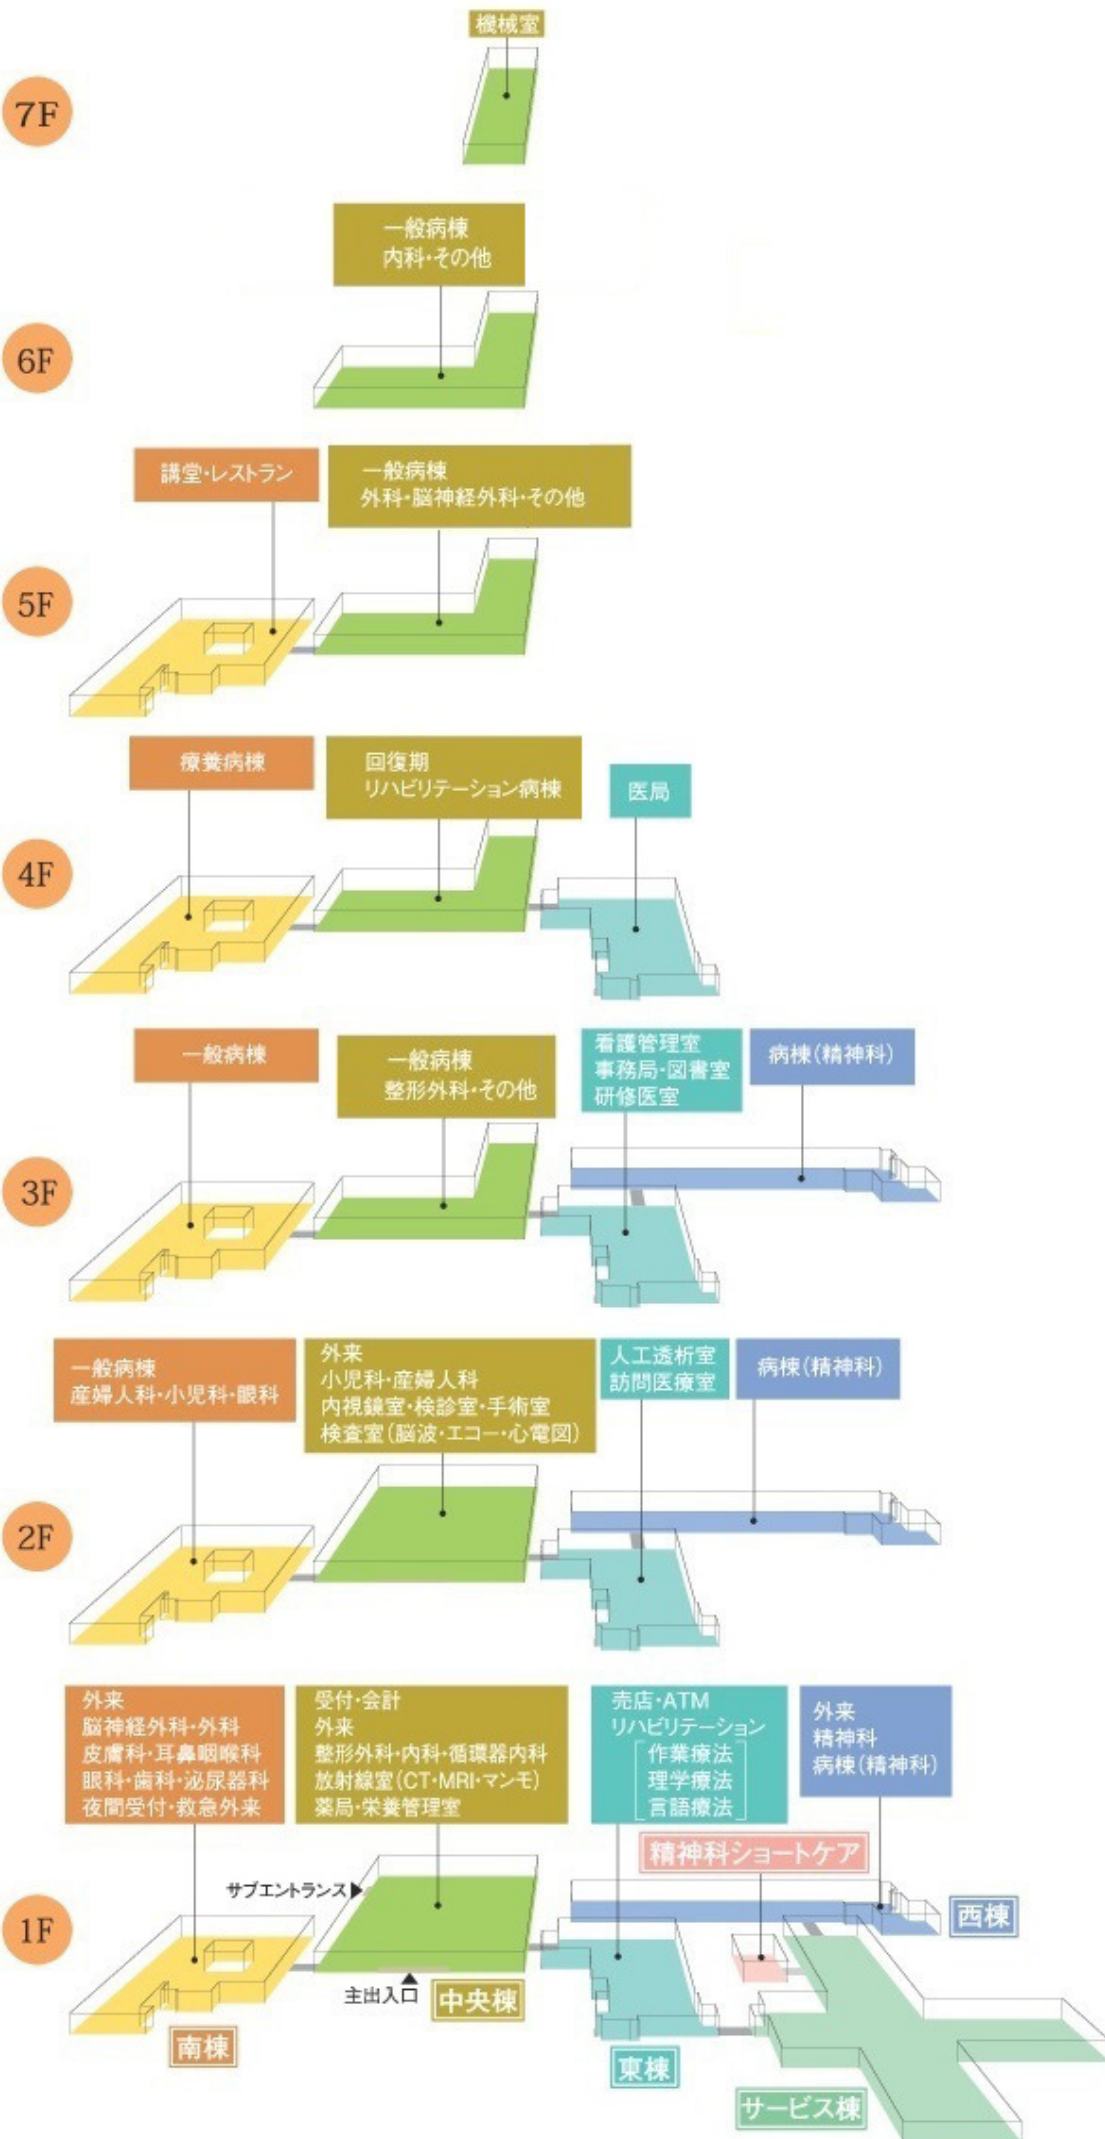 機械室
7F
一般病棟
内科・その他
6F
講堂・レストラン
一般病棟
外科・脳神経外科・その他
5F
療養病棟
回復期
リハビリテーション病棟
医局
4F
一般病棟
一般病棟
整形外科・その他
看護管理室
事務局・図書室
研修医室
病棟(精神科)
3F
一般病棟
産婦人科・小児科・眼科
外来
小児科・産婦人科
内視鏡室・検診室・手術室
検査室(脳波・エコー・心電図)
人工透析室
訪問医療室
病棟(精神科)
2F
外来
脳神経外科・外科
皮膚科・耳鼻咽喉科
眼科・歯科・泌尿器科
夜間受付・救急外来
受付・会計
外来
整形外科・内科・循環器内科
放射線室(CT・MRI・マンモ)
薬局・栄養管理室
売店・ATM
リハビリテーション
作業療法
理学療法
言語療法
外来
精神科
病棟(精神科)
精神科ショートケア
サブエントランス▶
1F
西棟
主出入口
中央棟
南棟
東棟
サービス棟